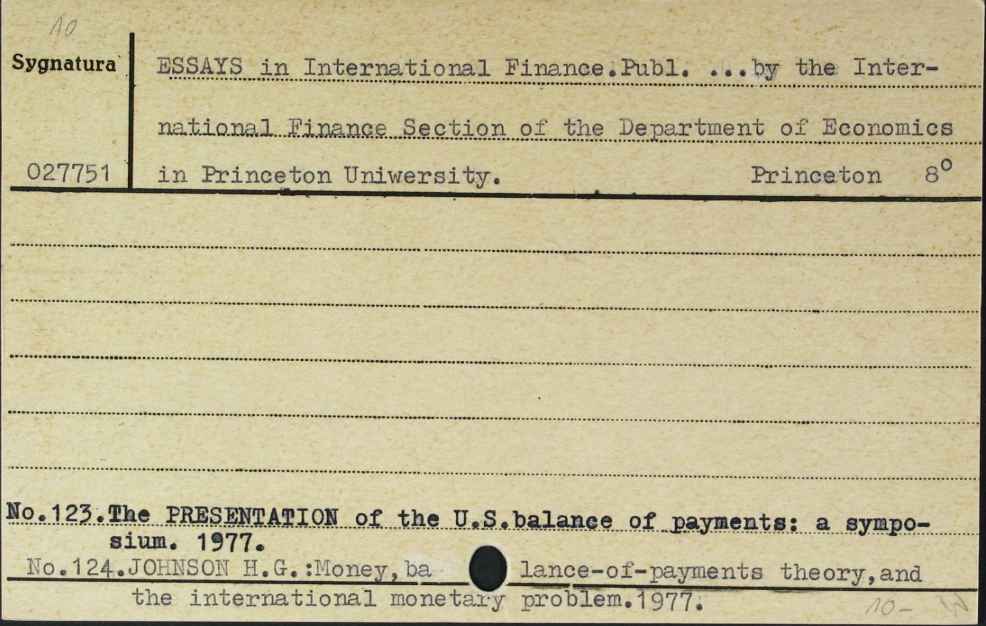 10
Sygnatura
ESSAYS in International Finance.Publ. ...by the Inter-
national Finance Section of the Department of Economics
027751 in Princeton Uniwersity. Princeton 8°
No.123.The PRESENTATION of the U.S.balance of payments: a sympo-
sium. 1977.
No.124.JOHNSON H.G.:Money,ba lance-of-payments theory,and
the international monetary problem.1977.
10-